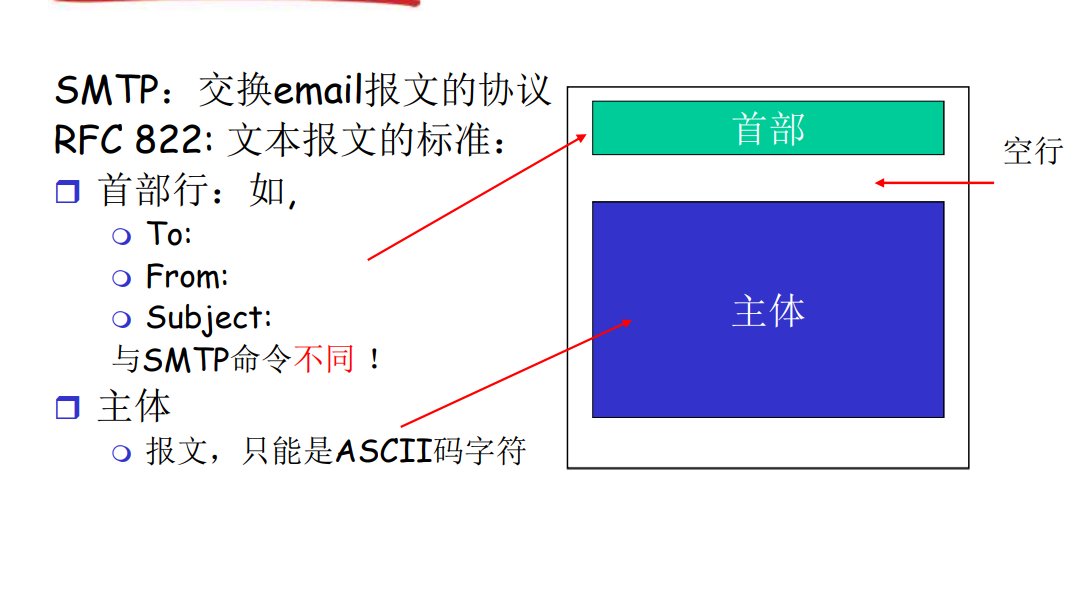 SMTP：交换email报文的协议
RFC 822: 文本报文的标准：
首部行：如,
To:
From:
Subject:
与SMTP命令不同 ！
主体
报文，只能是ASCII码字符
首部
空行
主体